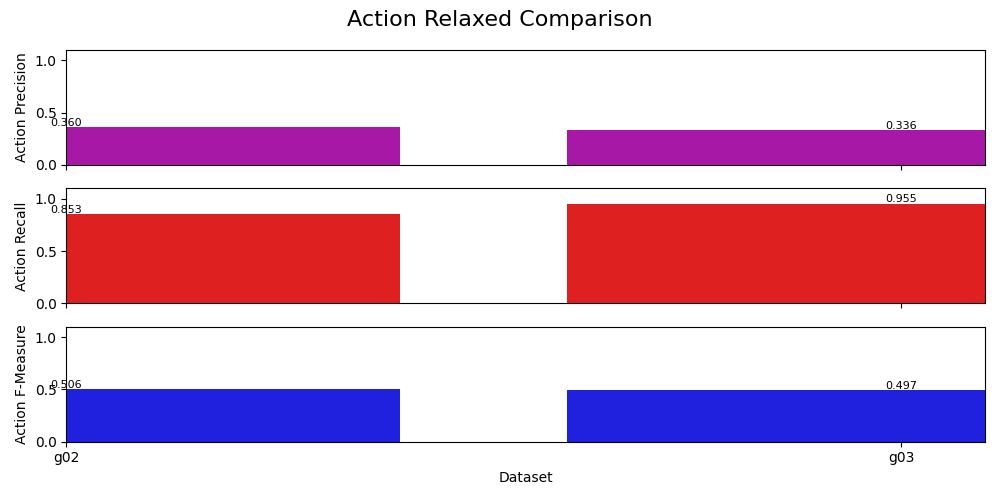 Action Relaxed Comparison
Action Precision
1.0
0.5
0.0
0.360
0.336
Action Recall
1.0
0.5
0.0
0.853
0.955
Action F-Measure
1.0
0.5
0.0
0.506
0.497
g02
g03
Dataset